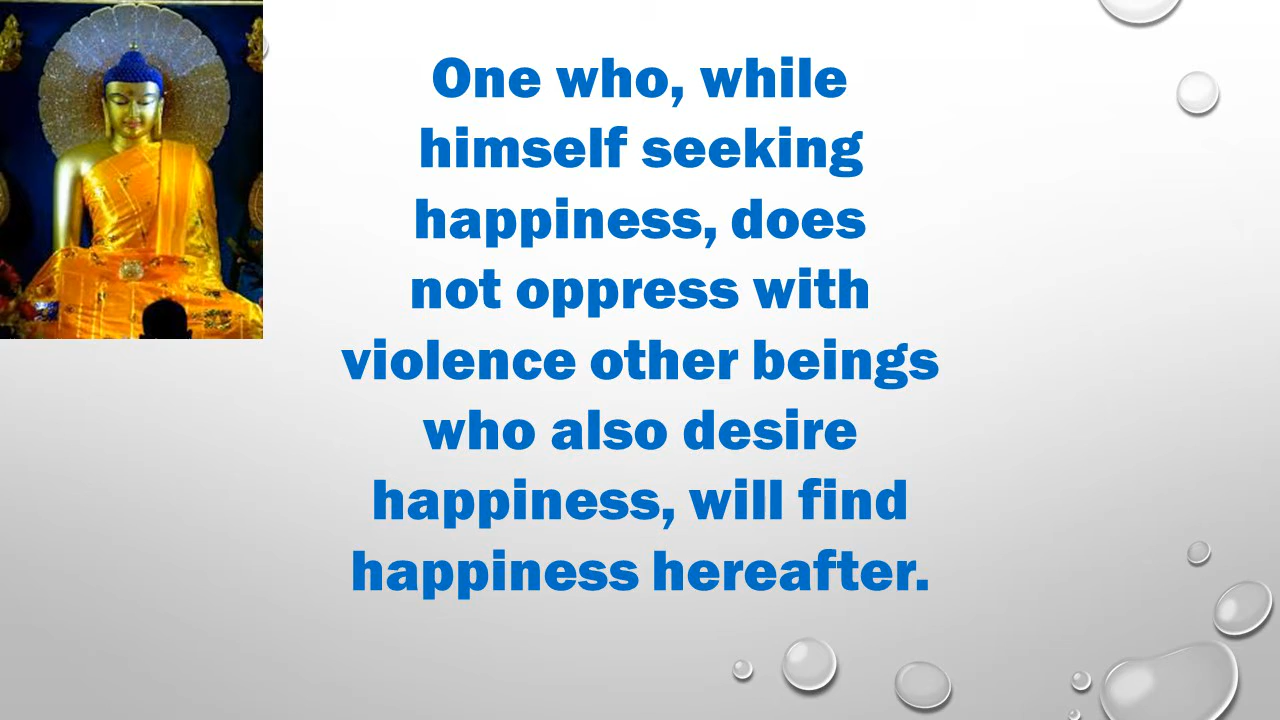 One who, while
himself seeking
happiness, does
not oppress with
violence other beings
who also desire
happiness, will find
happiness hereafter.